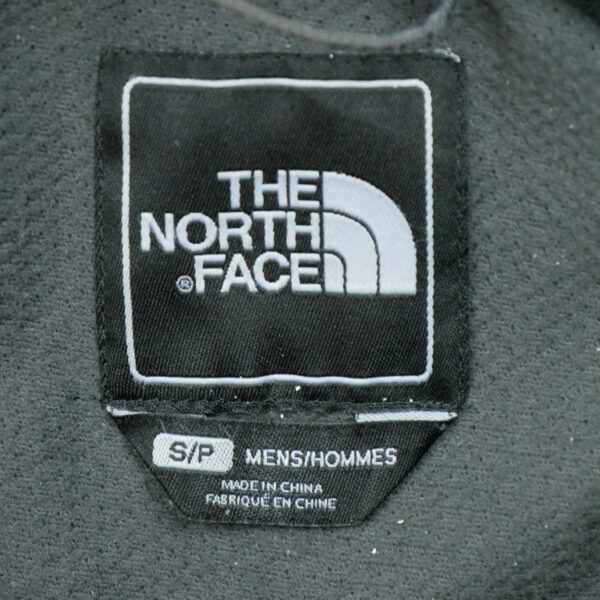 THE
NORTH
FACE
®
S/P MENS/HOMMES
MADE IN CHINA
FABRIQUÉ EN CHINE